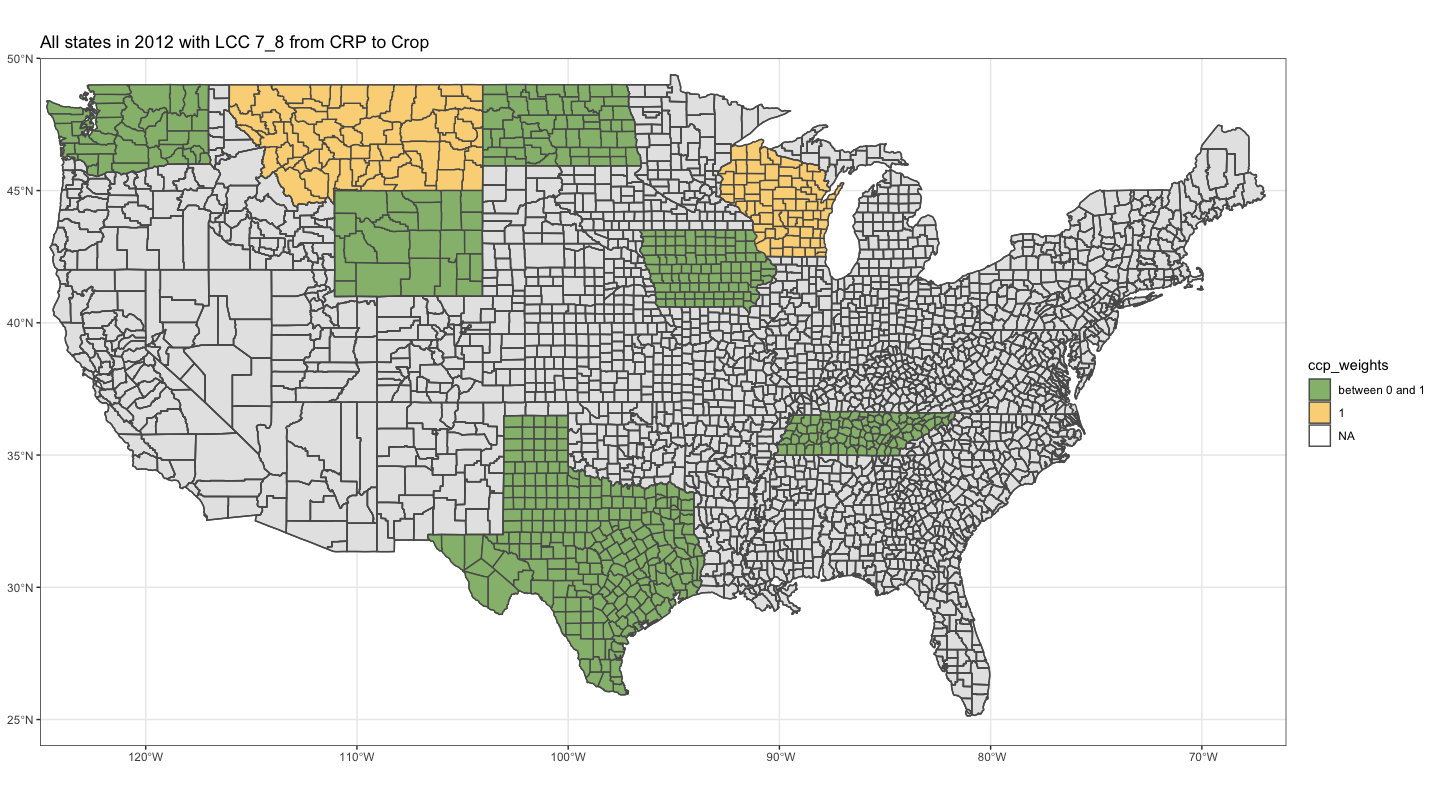 All states in 2012 with LCC 7_8 from CRP to Crop
50°N
45°N
40°N
35°N
30°N
25°N
120°W
110°W
100°W
90°W
80°W
70°W
ccp_weights
between 0 and 1
1
NA